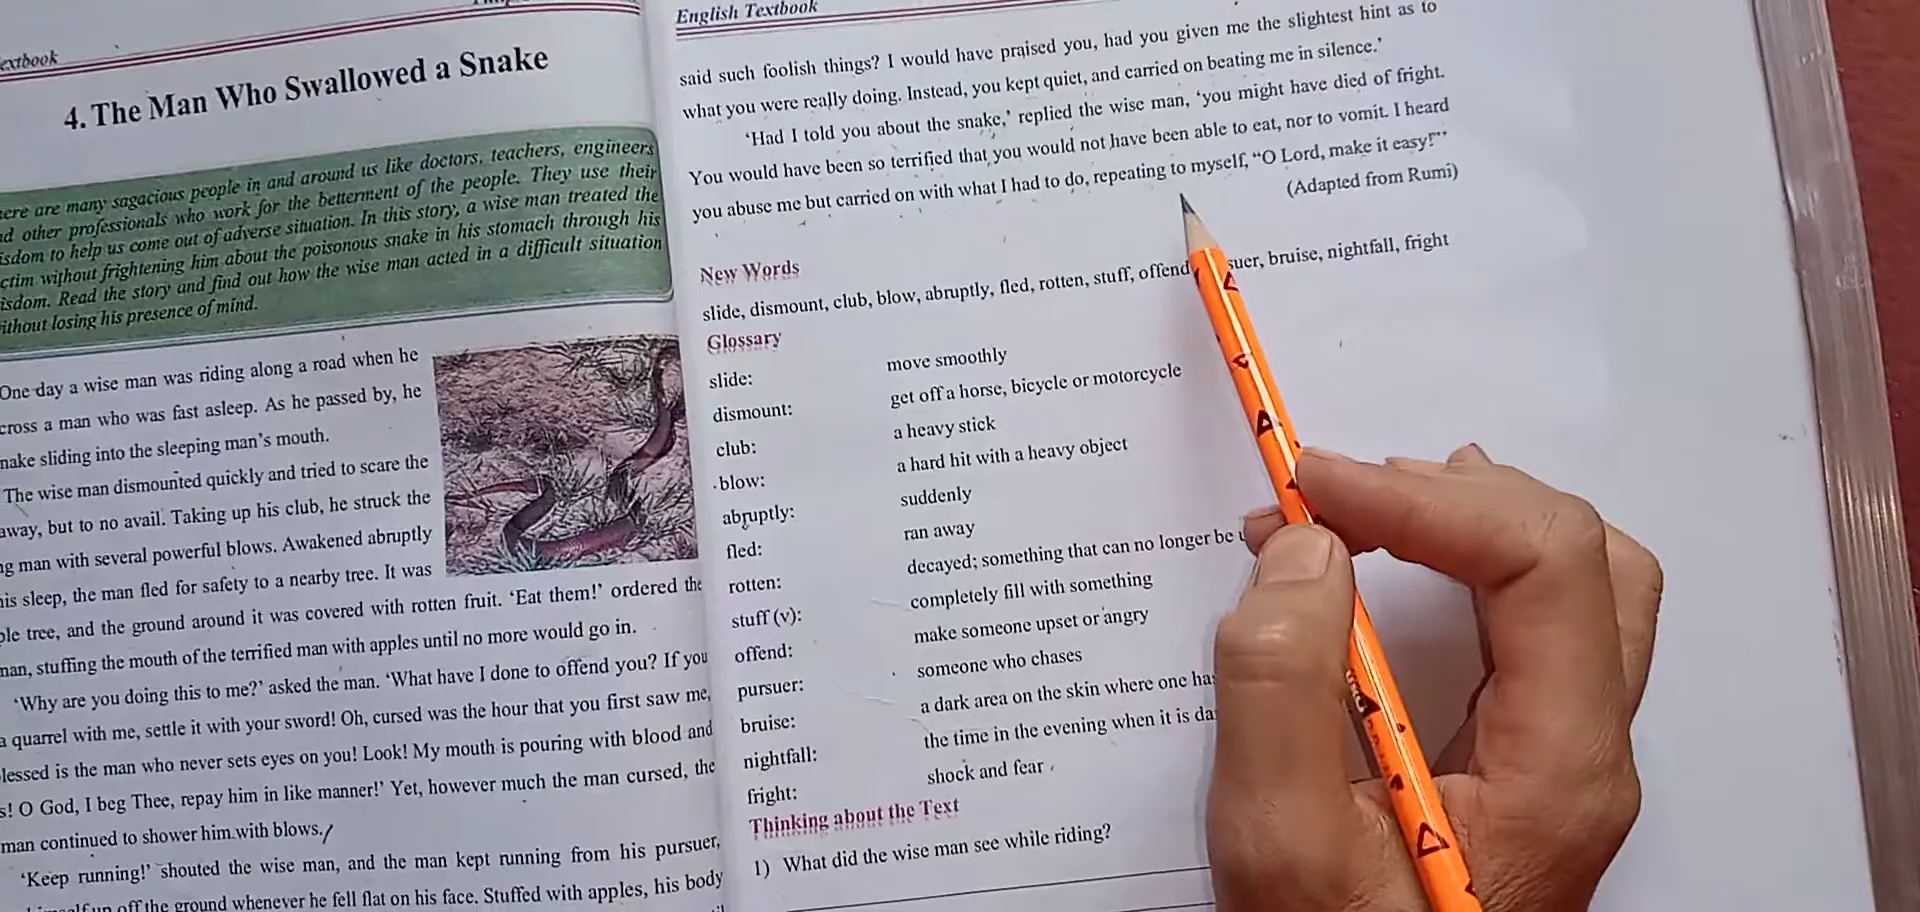 extbook
4. The Man Who Swallowed a Snake
ere are many sagacious people in and around us like doctors, teachers, engineers
d other professionals who work for the betterment of the people. They use their
isdom to help us come out of adverse situation. In this story, a wise man treated the
ctim without frightening him about the poisonous snake in his stomach through his
isdom. Read the story and find out how the wise man acted in a difficult situation
ithout losing his presence of mind.
One day a wise man was riding along a road when he
cross a man who was fast asleep. As he passed by, he
nake sliding into the sleeping man's mouth.
The wise man dismounted quickly and tried to scare the
away, but to no avail. Taking up his club, he struck the
ng man with several powerful blows. Awakened abruptly
his sleep, the man fled for safety to a nearby tree. It was
ple tree, and the ground around it was covered with rotten fruit. 'Eat them!' ordered the
man, stuffing the mouth of the terrified man with apples until no more would go in.
'Why are you doing this to me?' asked the man. 'What have I done to offend you? If you
a quarrel with me, settle it with your sword! Oh, cursed was the hour that you first saw me,
lessed is the man who never sets eyes on you! Look! My mouth is pouring with blood and
s! O God, I beg Thee, repay him in like manner!' Yet, however much the man cursed, the
man continued to shower him with blows.
'Keep running!' shouted the wise man, and the man kept running from his pursuer,
up off the ground whenever he fell flat on his face. Stuffed with apples, his body
English Textbook
said such foolish things? I would have praised you, had you given me the slightest hint as to
what you were really doing. Instead, you kept quiet, and carried on beating me in silence.'
'Had I told you about the snake,' replied the wise man, 'you might have died of fright.
You would have been so terrified that you would not have been able to eat, nor to vomit. I heard
you abuse me but carried on with what I had to do, repeating to myself, "O Lord, make it easy!"'
(Adapted from Rumi)
New Words
slide, dismount, club, blow, abruptly, fled, rotten, stuff, offend suer, bruise, nightfall, fright
Glossary
slide: move smoothly
dismount: get off a horse, bicycle or motorcycle
club: a heavy stick
blow: a hard hit with a heavy object
abruptly: suddenly
fled: ran away
rotten: decayed; something that can no longer be
stuff (v): completely fill with something
offend: make someone upset or angry
pursuer: someone who chases
bruise: a dark area on the skin where one ha
nightfall: the time in the evening when it is da
fright: shock and fear
Thinking about the Text
1) What did the wise man see while riding?